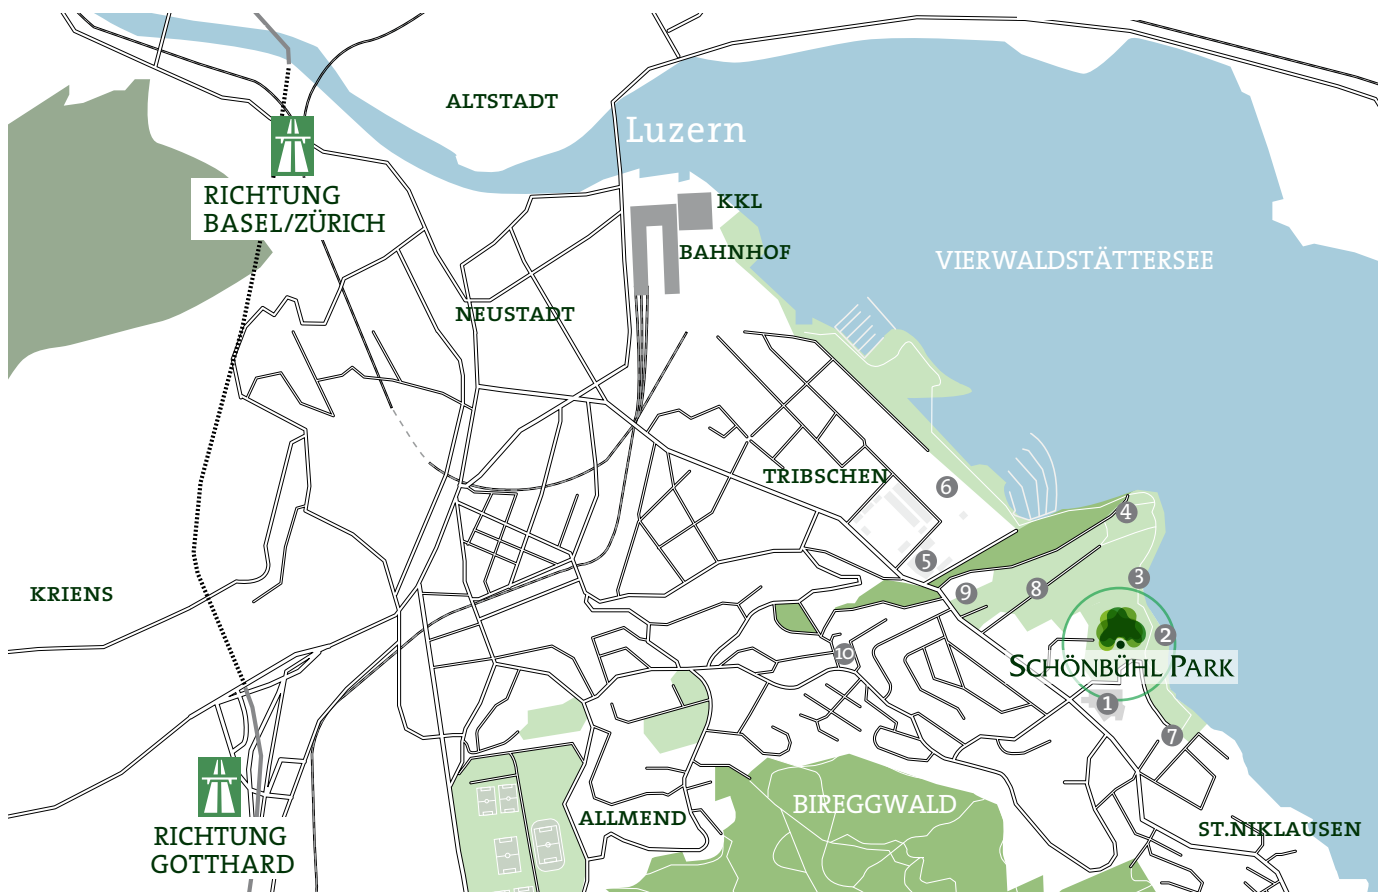 ALTSTADT
Luzern
RICHTUNG
BASEL/ZÜRICH
KKL
BAHNHOF
VIERWALDSTÄTTERSEE
NEUSTADT
TRIBSCHEN
6
4
5
3
9
8
KRIENS
2
10
SCHÖNBÜHL PARK
1
7
BIREGGWALD
ALLMEND
ST.NIKLAUSEN
RICHTUNG
GOTTHARD